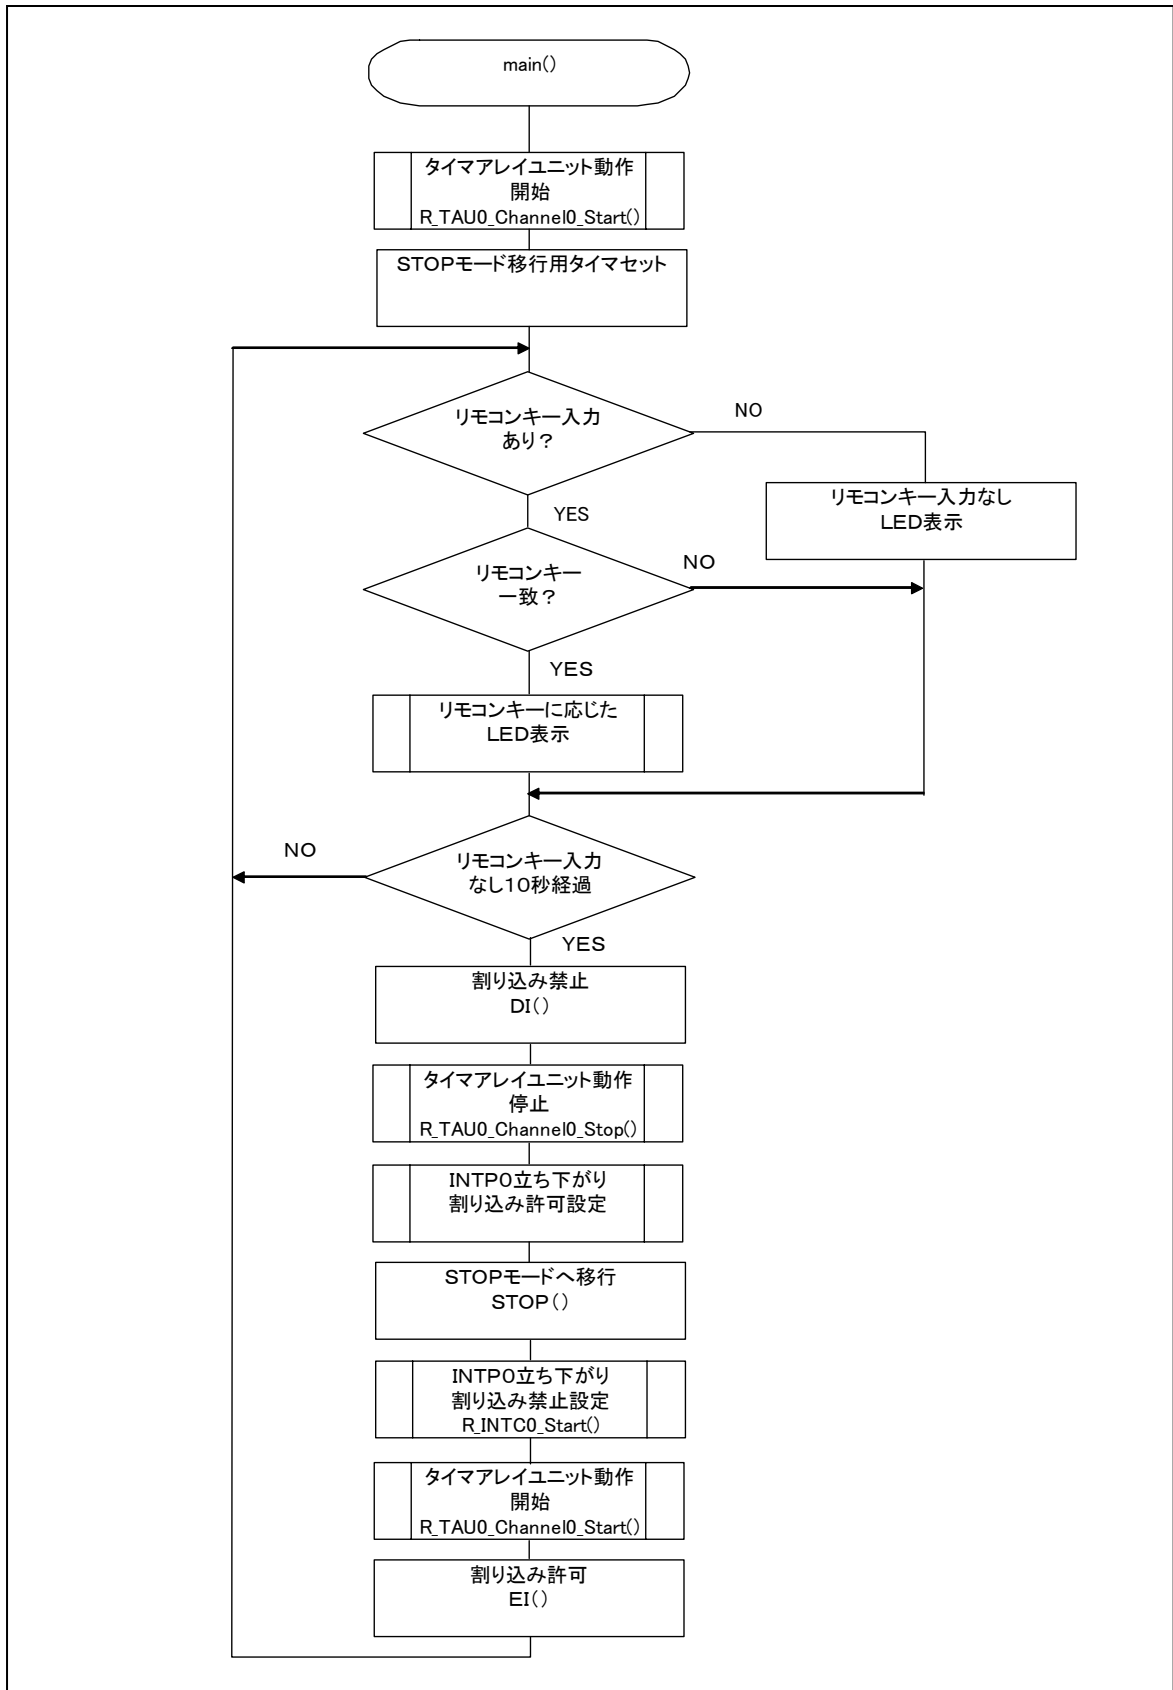 main()
タイマアレイユニット動作
開始
R_TAU0_Channel0_Start()
STOPモード移行用タイマセット
リモコンキー入力
あり？
NO
リモコンキー入力なし
LED表示
YES
リモコンキー
一致？
NO
YES
リモコンキーに応じた
LED表示
リモコンキー入力
なし10秒経過
NO
YES
割り込み禁止
DI()
タイマアレイユニット動作
停止
R_TAU0_Channel0_Stop()
INTP0立ち下がり
割り込み許可設定
STOPモードへ移行
STOP()
INTP0立ち下がり
割り込み禁止設定
R_INTC0_Start()
タイマアレイユニット動作
開始
R_TAU0_Channel0_Start()
割り込み許可
EI()